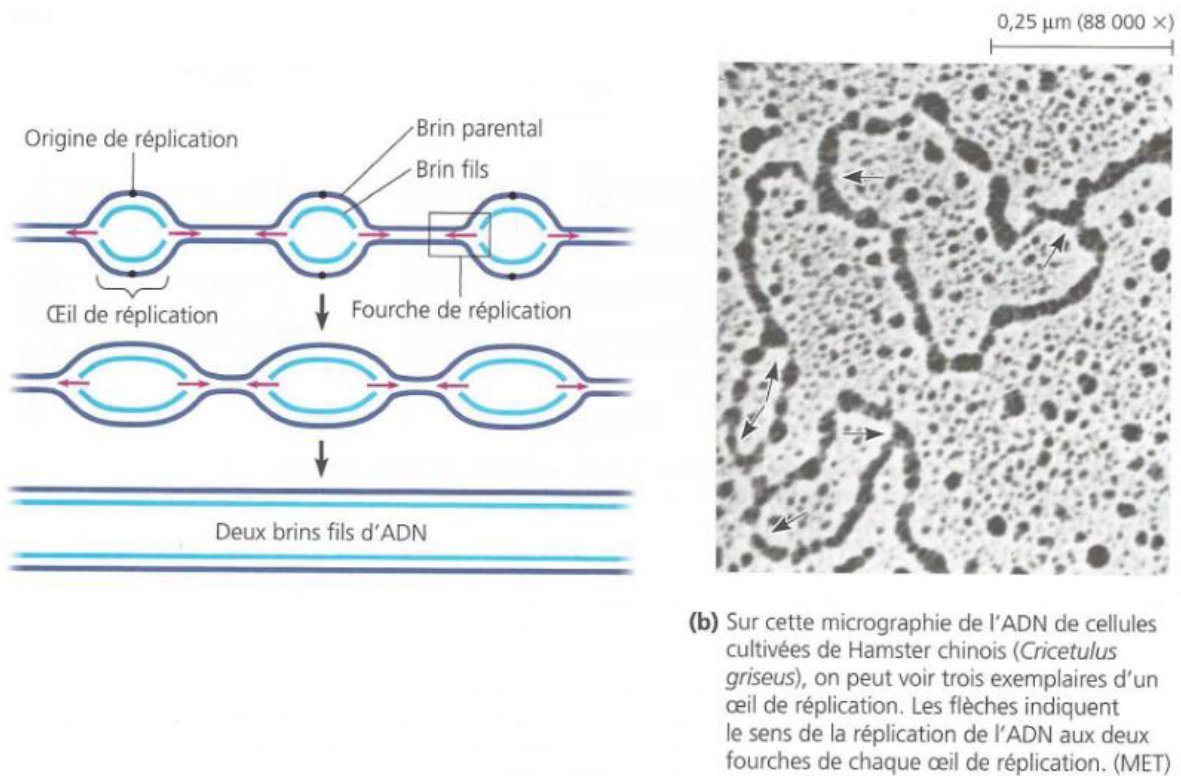 0,25 µm (88 000 ×)
Origine de réplication
Brin parental
Brin fils
Œil de réplication
Fourche de réplication
Deux brins fils d'ADN
(b) Sur cette micrographie de l'ADN de cellules
cultivées de Hamster chinois (Cricetulus
griseus), on peut voir trois exemplaires d'un
œil de réplication. Les flèches indiquent
le sens de la réplication de l'ADN aux deux
fourches de chaque œil de réplication. (MET)